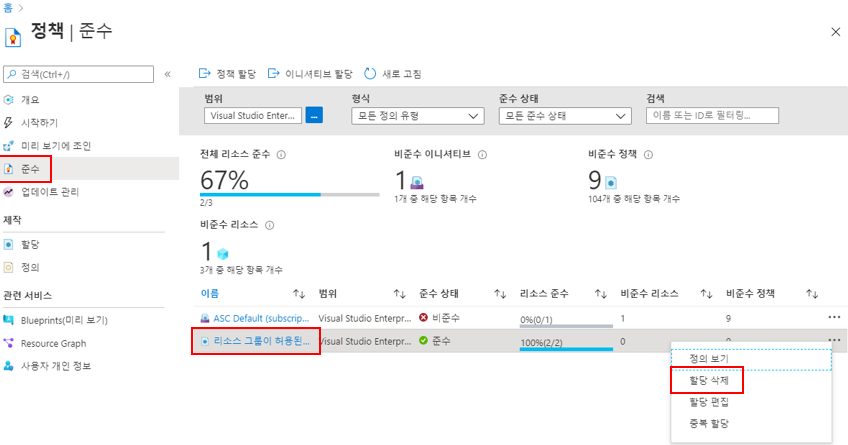 홈 >
정책 | 준수
검색(Ctrl+/)
개요
시작하기
미리 보기에 조인
준수
업데이트 관리
제작
할당
정의
관련 서비스
Blueprints(미리 보기)
Resource Graph
사용자 개인 정보
정책 할당 이니셔티브 할당 새로 고침
범위 형식 준수 상태 검색
Visual Studio Enter... ... 모든 정의 유형 모든 준수 상태 이름 또는 ID로 필터링...
전체 리소스 준수 비준수 이니셔티브 비준수 정책
67% 1 9
2/3 1개 중 해당 항목 개수 104개 중 해당 항목 개수
비준수 리소스
1
3개 중 해당 항목 개수
이름 범위 준수 상태 리소스 준수 비준수 리소스 비준수 정책
ASC Default (subscrip... Visual Studio Enterpr... 비준수 0%(0/1) 1 9 ...
리소스 그룹이 허용된... Visual Studio Enterpr... 준수 100%(2/2) 0 0 ...
정의 보기
할당 삭제
할당 편집
중복 할당